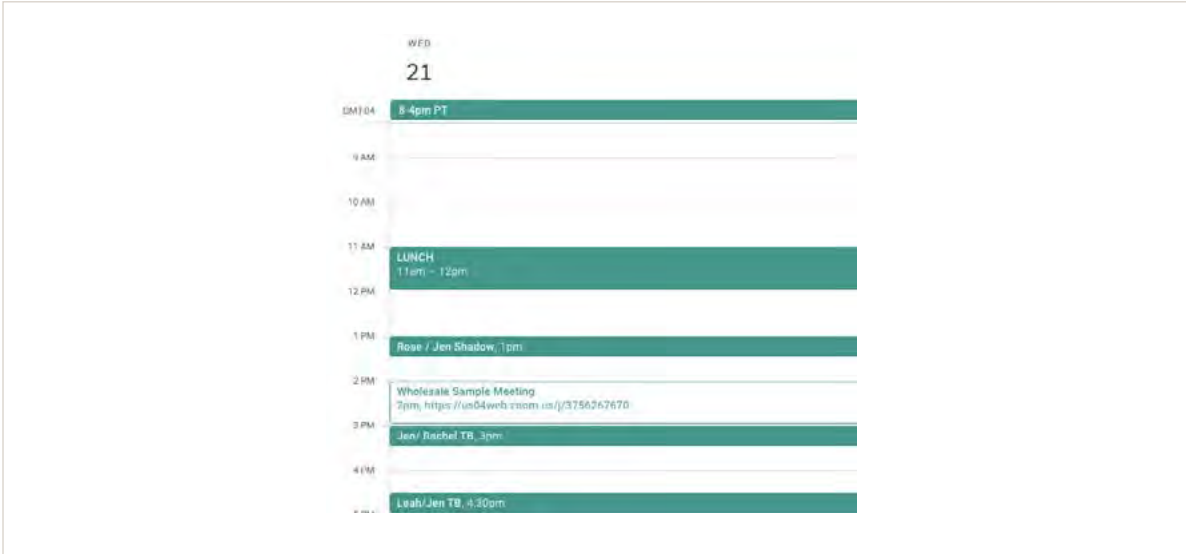 WED
21
GMT-04
8-4pm PT
9 AM
10 AM
11 AM
LUNCH
11am – 12pm
12 PM
1 PM
Rose / Jen Shadow, 1pm
2 PM
Wholesale Sample Meeting
2pm, https://us04web.zoom.us/j/3756267670
3 PM
Jen/ Rachel TB, 3pm
4 PM
Leah/Jen TB, 4:30pm